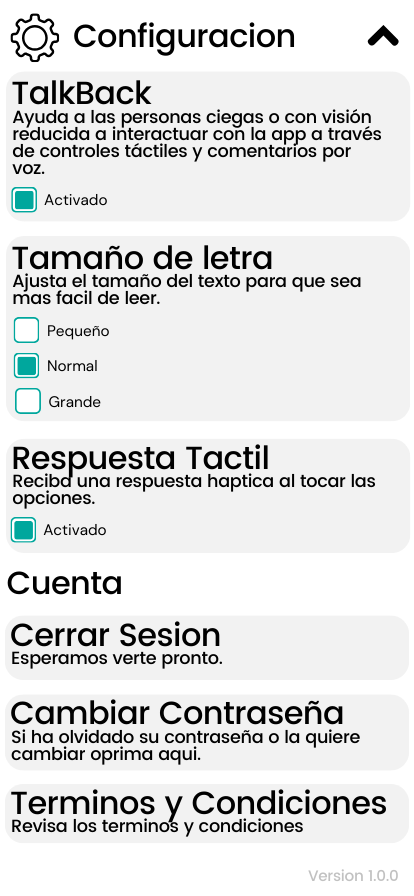 Configuracion
TalkBack
Ayuda a las personas ciegas o con visión
reducida a interactuar con la app a través
de controles táctiles y comentarios por
voz.
Activado
Tamaño de letra
Ajusta el tamaño del texto para que sea
mas facil de leer.
Pequeño
Normal
Grande
Respuesta Tactil
Reciba una respuesta haptica al tocar las
opciones.
Activado
Cuenta
Cerrar Sesion
Esperamos verte pronto.
Cambiar Contraseña
Si ha olvidado su contraseña o la quiere
cambiar oprima aqui.
Terminos y Condiciones
Revisa los terminos y condiciones
Version 1.0.0